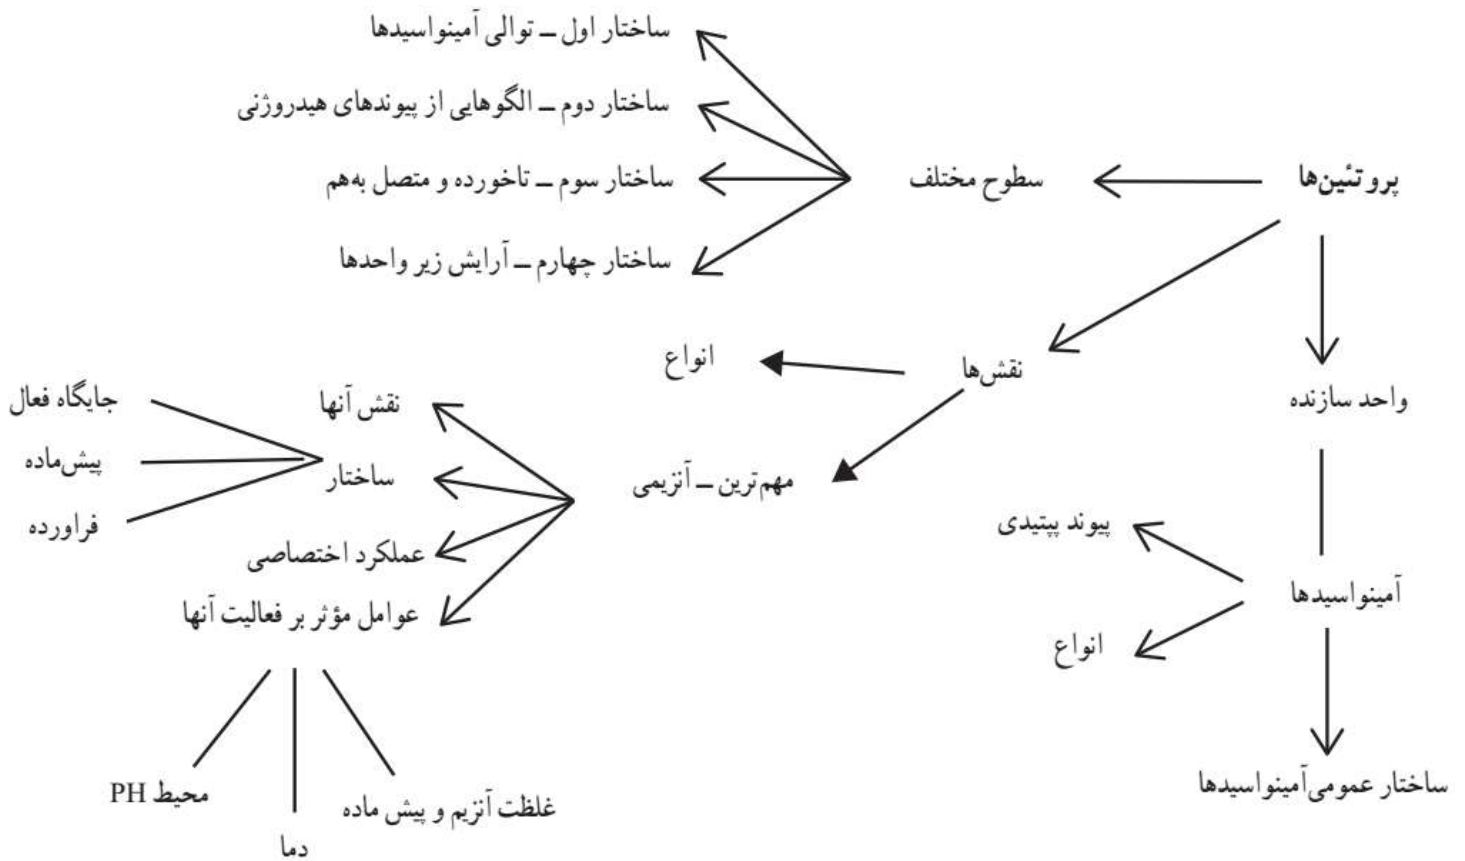 ساختار اول – توالی آمینواسیدها
ساختار دوم – الگوهایی از پیوندهای هیدروژنی
پروتئین‌ها
سطوح مختلف
ساختار سوم – تاخورده و متصل به‌هم
ساختار چهارم – آرایش زیر واحدها
نقش‌ها
انواع
واحد سازنده
نقش آنها
جایگاه فعال
مهم‌ترین – آنزیمی
ساختار
پیش‌ماده
پیوند پپتیدی
فراورده
عملکرد اختصاصی
آمینواسیدها
عوامل مؤثر بر فعالیت آنها
انواع
ساختار عمومی‌آمینواسیدها
غلظت آنزیم و پیش ماده
محیط PH
دما